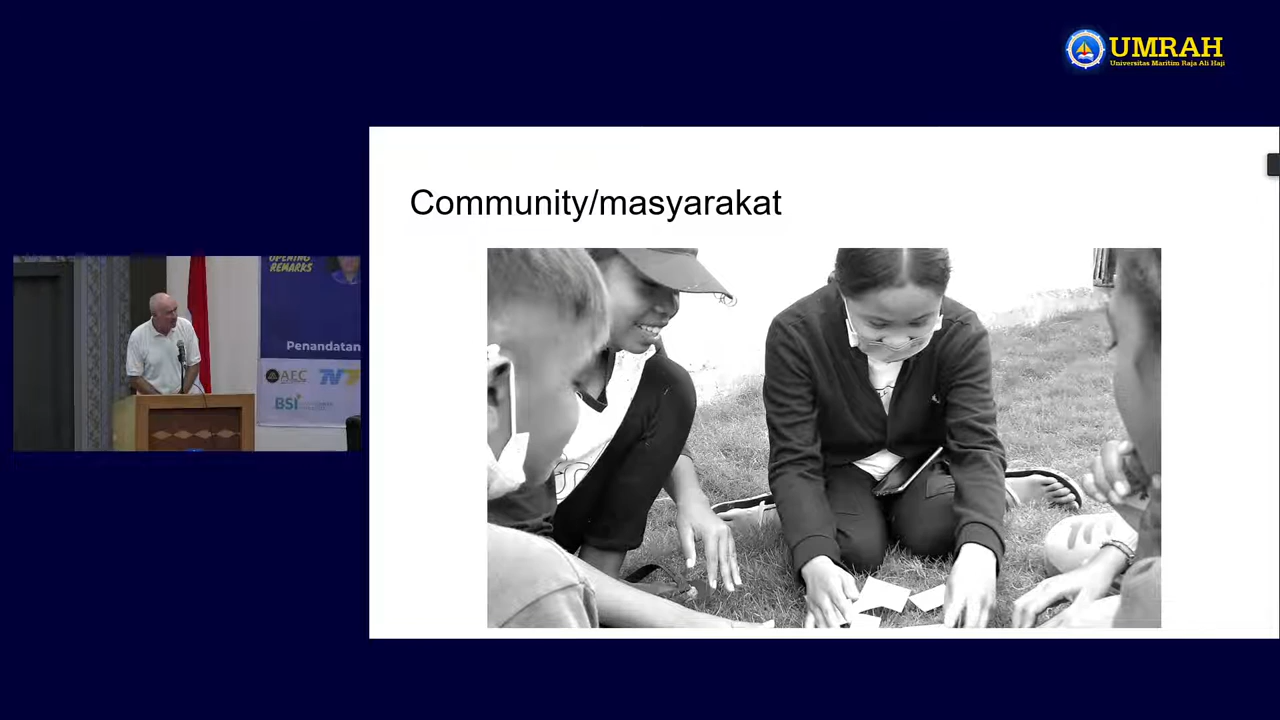 UMRAH
Universitas Maritim Raja Ali Haji
Community/masyarakat
OPENING
REMARKS
Penandatan
AEC
BSI